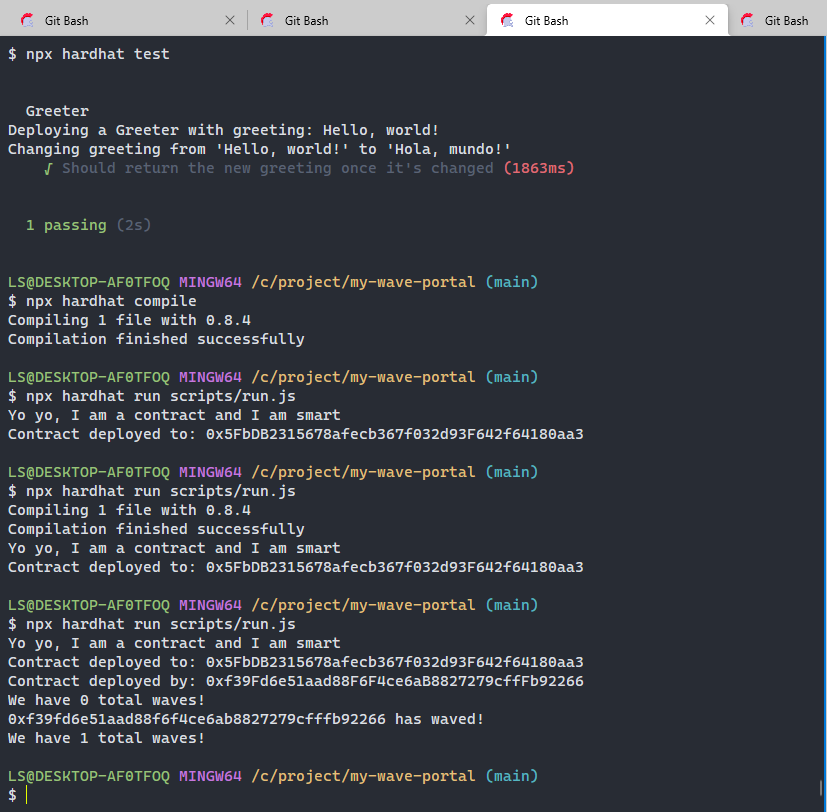 Git Bash
Git Bash
Git Bash
Git Bash
$ npx hardhat test
Greeter
Deploying a Greeter with greeting: Hello, world!
Changing greeting from 'Hello, world!' to 'Hola, mundo!'
√ Should return the new greeting once it's changed (1863ms)
1 passing (2s)
LS@DESKTOP-AF0TFOQ MINGW64 /c/project/my-wave-portal (main)
$ npx hardhat compile
Compiling 1 file with 0.8.4
Compilation finished successfully
LS@DESKTOP-AF0TFOQ MINGW64 /c/project/my-wave-portal (main)
$ npx hardhat run scripts/run.js
Yo yo, I am a contract and I am smart
Contract deployed to: 0x5FbDB2315678afecb367f032d93F642f64180aa3
LS@DESKTOP-AF0TFOQ MINGW64 /c/project/my-wave-portal (main)
$ npx hardhat run scripts/run.js
Compiling 1 file with 0.8.4
Compilation finished successfully
Yo yo, I am a contract and I am smart
Contract deployed to: 0x5FbDB2315678afecb367f032d93F642f64180aa3
LS@DESKTOP-AF0TFOQ MINGW64 /c/project/my-wave-portal (main)
$ npx hardhat run scripts/run.js
Yo yo, I am a contract and I am smart
Contract deployed to: 0x5FbDB2315678afecb367f032d93F642f64180aa3
Contract deployed by: 0xf39Fd6e51aad88F6F4ce6aB8827279cffFb92266
We have 0 total waves!
0xf39fd6e51aad88f6f4ce6ab8827279cfffb92266 has waved!
We have 1 total waves!
LS@DESKTOP-AF0TFOQ MINGW64 /c/project/my-wave-portal (main)
$